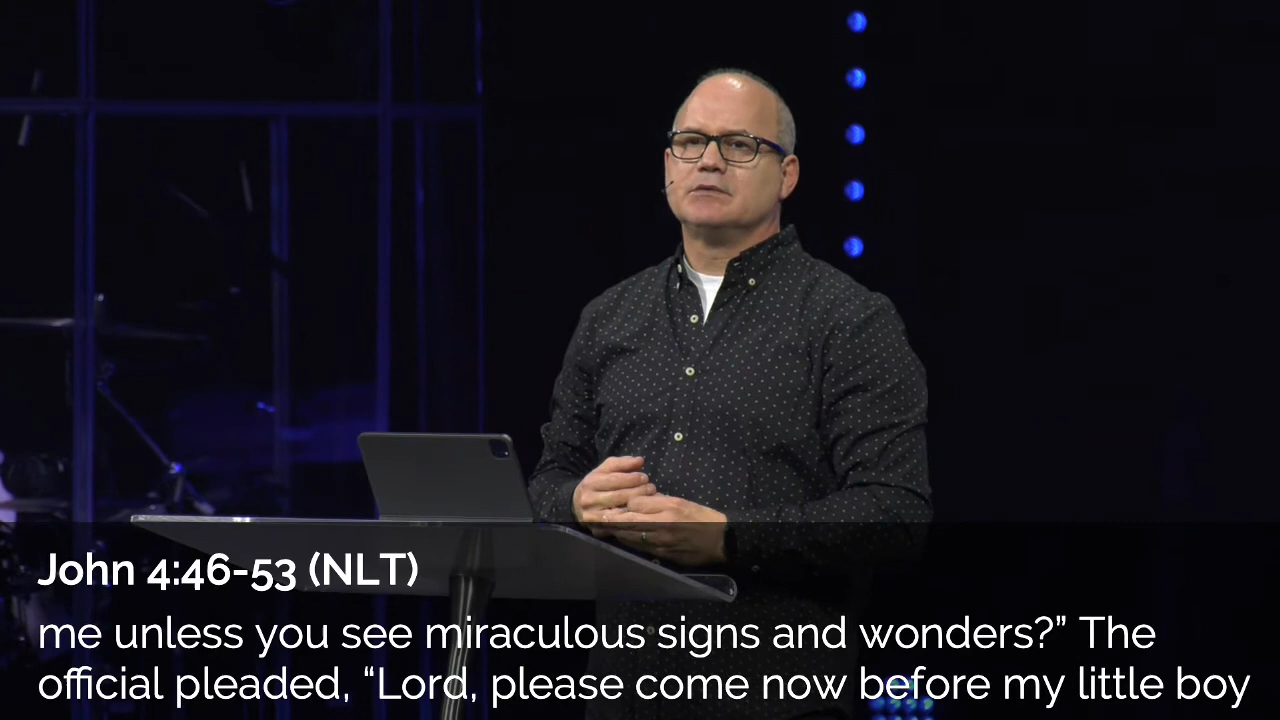 John 4:46-53 (NLT)
me unless you see miraculous signs and wonders?” The
official pleaded, “Lord, please come now before my little boy